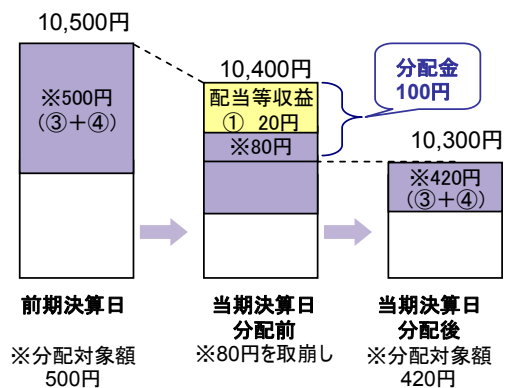 10,500円
※500円
(③+④)
前期決算日
※分配対象額
500円
10,400円
配当等収益
① 20円
※80円
当期決算日
分配前
※80円を取崩し
分配金
100円
10,300円
※420円
(③+④)
当期決算日
分配後
※分配対象額
420円